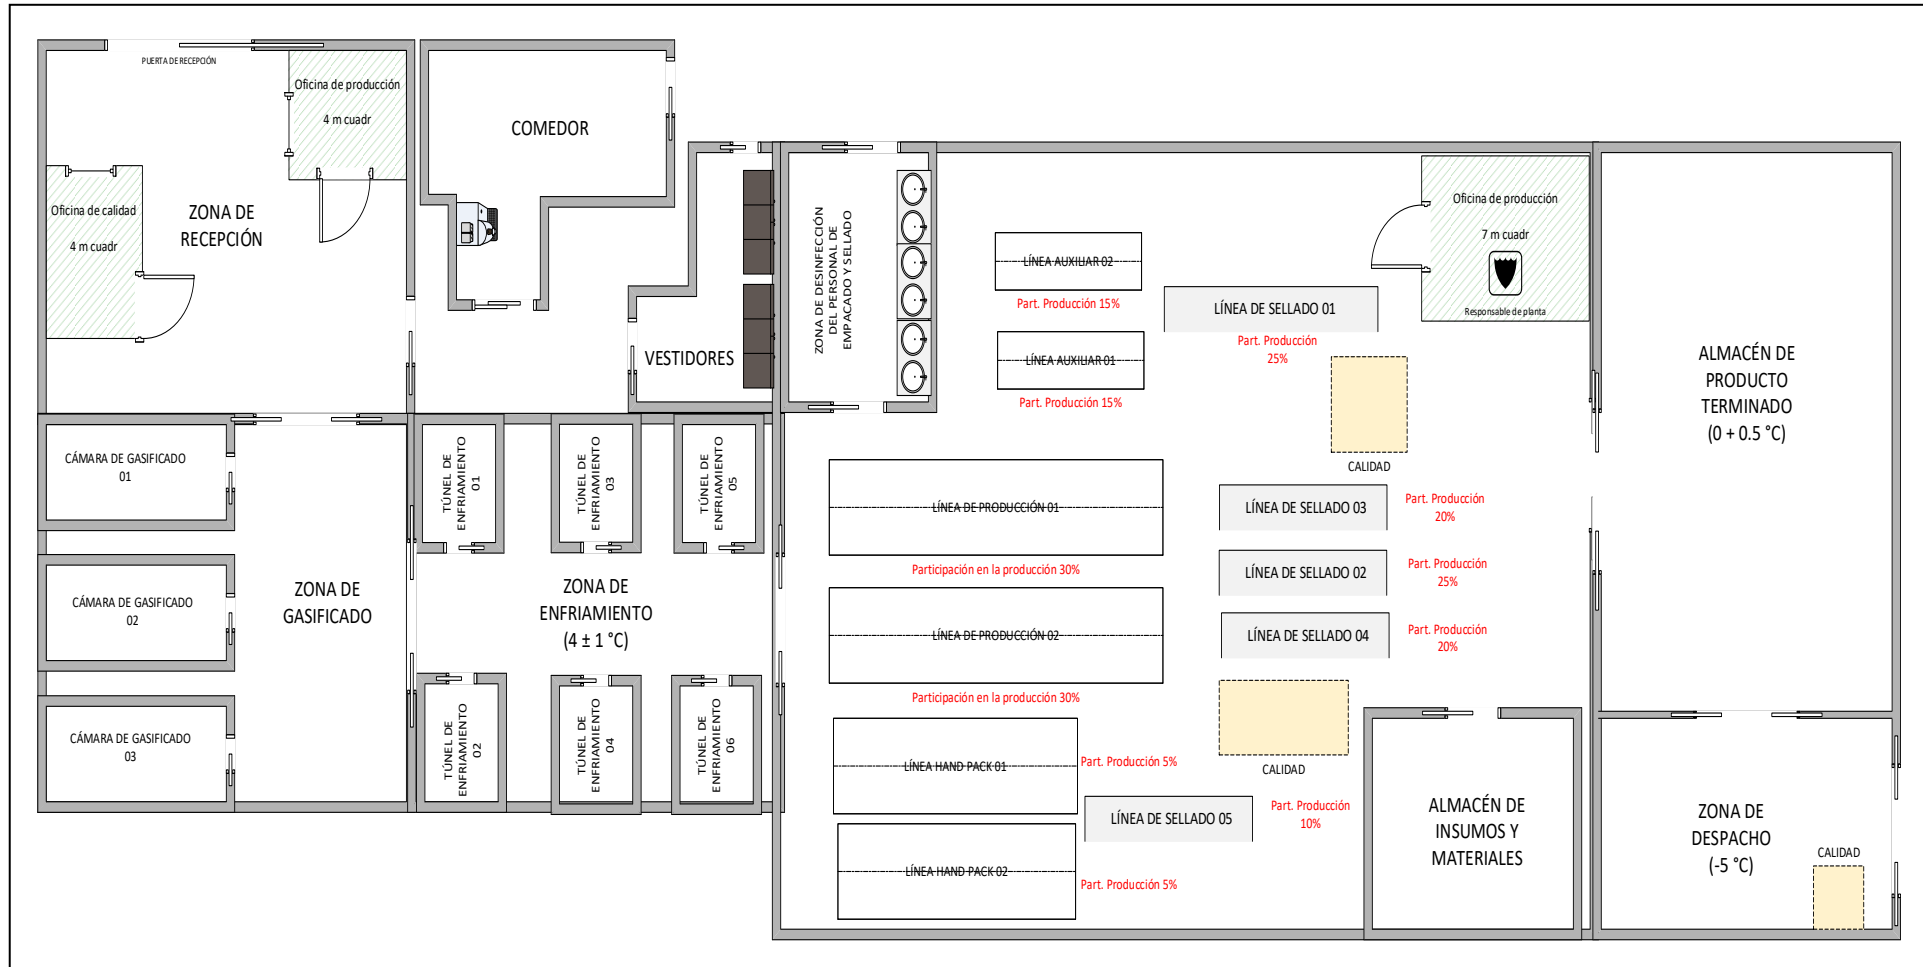 PUERTA DE RECEPCIÓN
Oficina de producción
4 m cuadr
Oficina de calidad
4 m cuadr
ZONA DE
RECEPCIÓN
COMEDOR
VESTIDORES
ZONA DE DESINFECCIÓN
DEL PERSONAL DE
EMPACADO Y SELLADO
LÍNEA AUXILIAR 02
Part. Producción 15%
LÍNEA AUXILIAR 01
Part. Producción 15%
LÍNEA DE SELLADO 01
Part. Producción
25%
CALIDAD
Oficina de producción
7 m cuadr
Responsable de planta
ALMACÉN DE
PRODUCTO
TERMINADO
(0 + 0.5 °C)
CÁMARA DE GASIFICADO
01
CÁMARA DE GASIFICADO
02
CÁMARA DE GASIFICADO
03
ZONA DE
GASIFICADO
TÚNEL DE
ENFRIAMIENTO
01
TÚNEL DE
ENFRIAMIENTO
03
TÚNEL DE
ENFRIAMIENTO
05
ZONA DE
ENFRIAMIENTO
(4 ± 1 °C)
TÚNEL DE
ENFRIAMIENTO
02
TÚNEL DE
ENFRIAMIENTO
04
TÚNEL DE
ENFRIAMIENTO
06
LÍNEA DE PRODUCCIÓN 01
Participación en la producción 30%
LÍNEA DE PRODUCCIÓN 02
Participación en la producción 30%
LÍNEA DE SELLADO 03
Part. Producción
20%
LÍNEA DE SELLADO 02
Part. Producción
25%
LÍNEA DE SELLADO 04
Part. Producción
20%
CALIDAD
LÍNEA HAND PACK 01
Part. Producción 5%
LÍNEA DE SELLADO 05
Part. Producción
10%
LÍNEA HAND PACK 02
Part. Producción 5%
ALMACÉN DE
INSUMOS Y
MATERIALES
ZONA DE
DESPACHO
(-5 °C)
CALIDAD